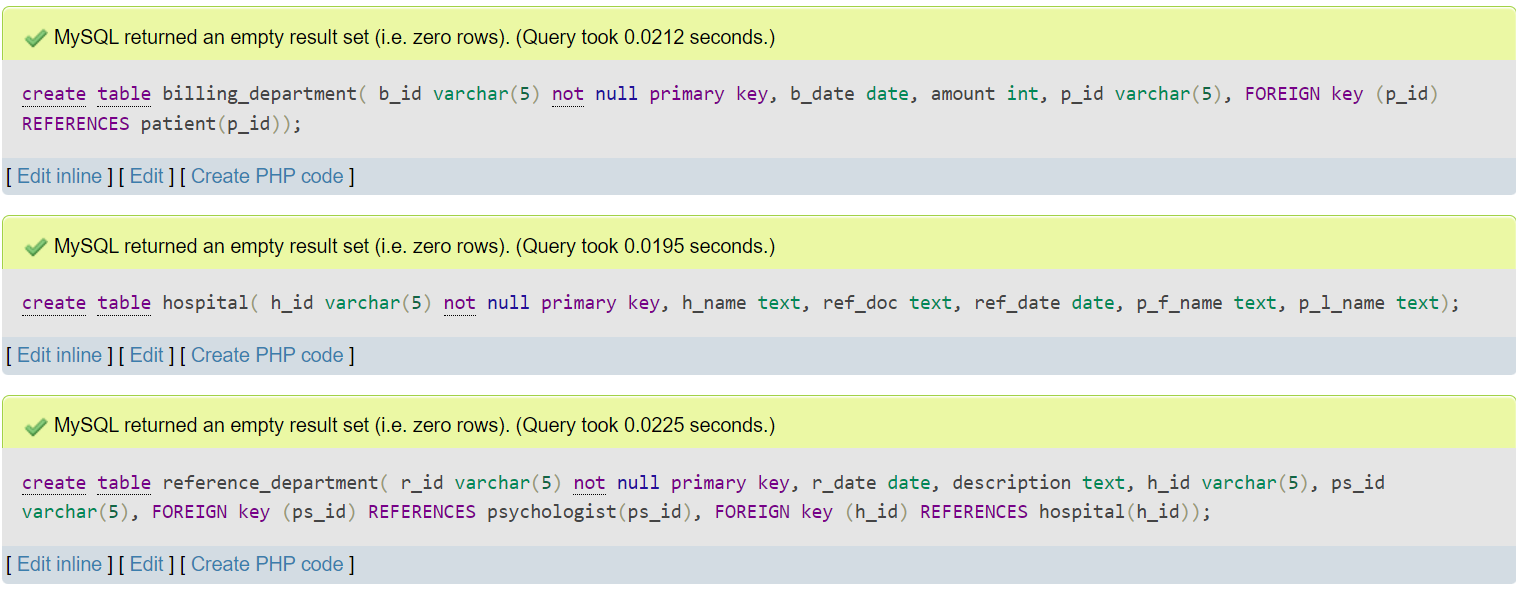 MySQL returned an empty result set (i.e. zero rows). (Query took 0.0212 seconds.)
create table billing_department( b_id varchar(5) not null primary key, b_date date, amount int, p_id varchar(5), FOREIGN key (p_id)
REFERENCES patient(p_id));
[ Edit inline ] [ Edit ] [ Create PHP code ]
MySQL returned an empty result set (i.e. zero rows). (Query took 0.0195 seconds.)
create table hospital( h_id varchar(5) not null primary key, h_name text, ref_doc text, ref_date date, p_f_name text, p_l_name text);
[ Edit inline ] [ Edit ] [ Create PHP code ]
MySQL returned an empty result set (i.e. zero rows). (Query took 0.0225 seconds.)
create table reference_department( r_id varchar(5) not null primary key, r_date date, description text, h_id varchar(5), ps_id
varchar(5), FOREIGN key (ps_id) REFERENCES psychologist(ps_id), FOREIGN key (h_id) REFERENCES hospital(h_id));
[ Edit inline ] [ Edit ] [ Create PHP code ]